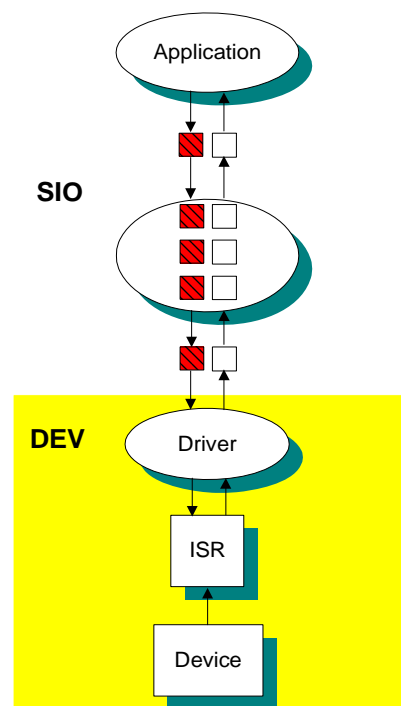 Application
SIO
DEV
Driver
ISR
Device